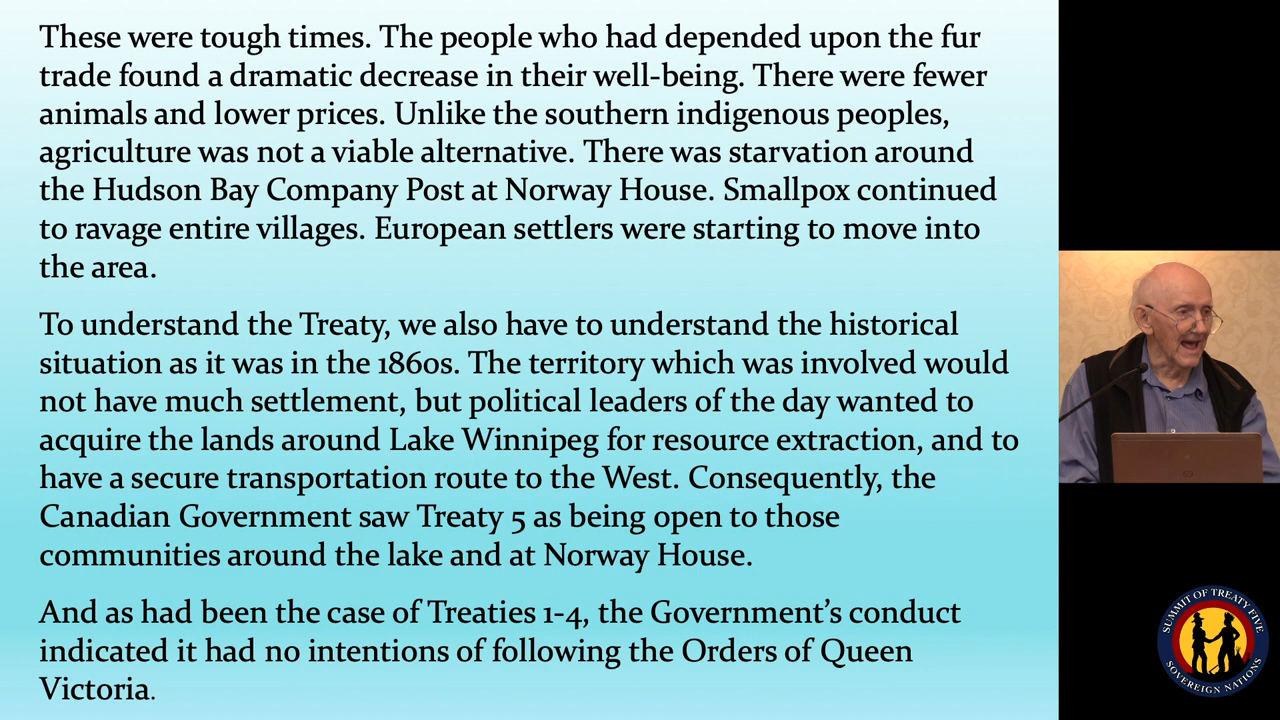 These were tough times. The people who had depended upon the fur
trade found a dramatic decrease in their well-being. There were fewer
animals and lower prices. Unlike the southern indigenous peoples,
agriculture was not a viable alternative. There was starvation around
the Hudson Bay Company Post at Norway House. Smallpox continued
to ravage entire villages. European settlers were starting to move into
the area.
To understand the Treaty, we also have to understand the historical
situation as it was in the 1860s. The territory which was involved would
not have much settlement, but political leaders of the day wanted to
acquire the lands around Lake Winnipeg for resource extraction, and to
have a secure transportation route to the West. Consequently, the
Canadian Government saw Treaty 5 as being open to those
communities around the lake and at Norway House.
And as had been the case of Treaties 1-4, the Government’s conduct
indicated it had no intentions of following the Orders of Queen
Victoria.
SUMMIT OF TREATY FIVE
SOVEREIGN NATIONS